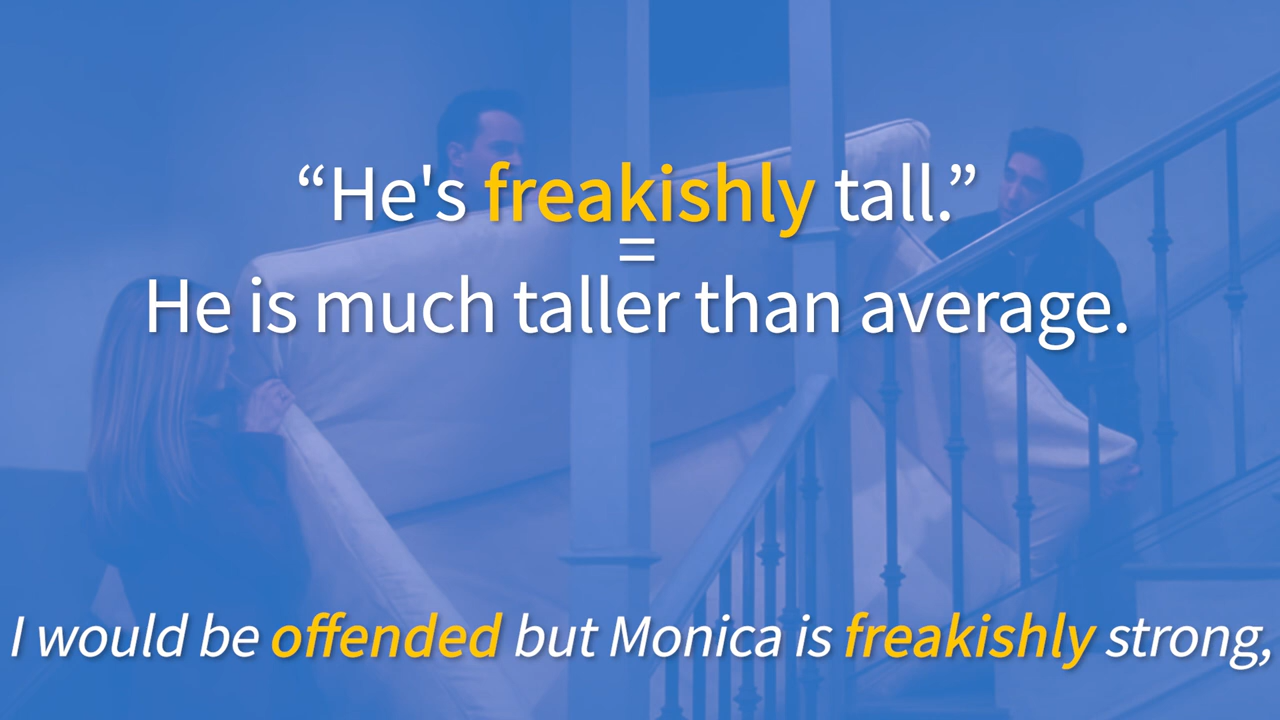 “He's freakishly tall.”
=
He is much taller than average.
I would be offended but Monica is freakishly strong,